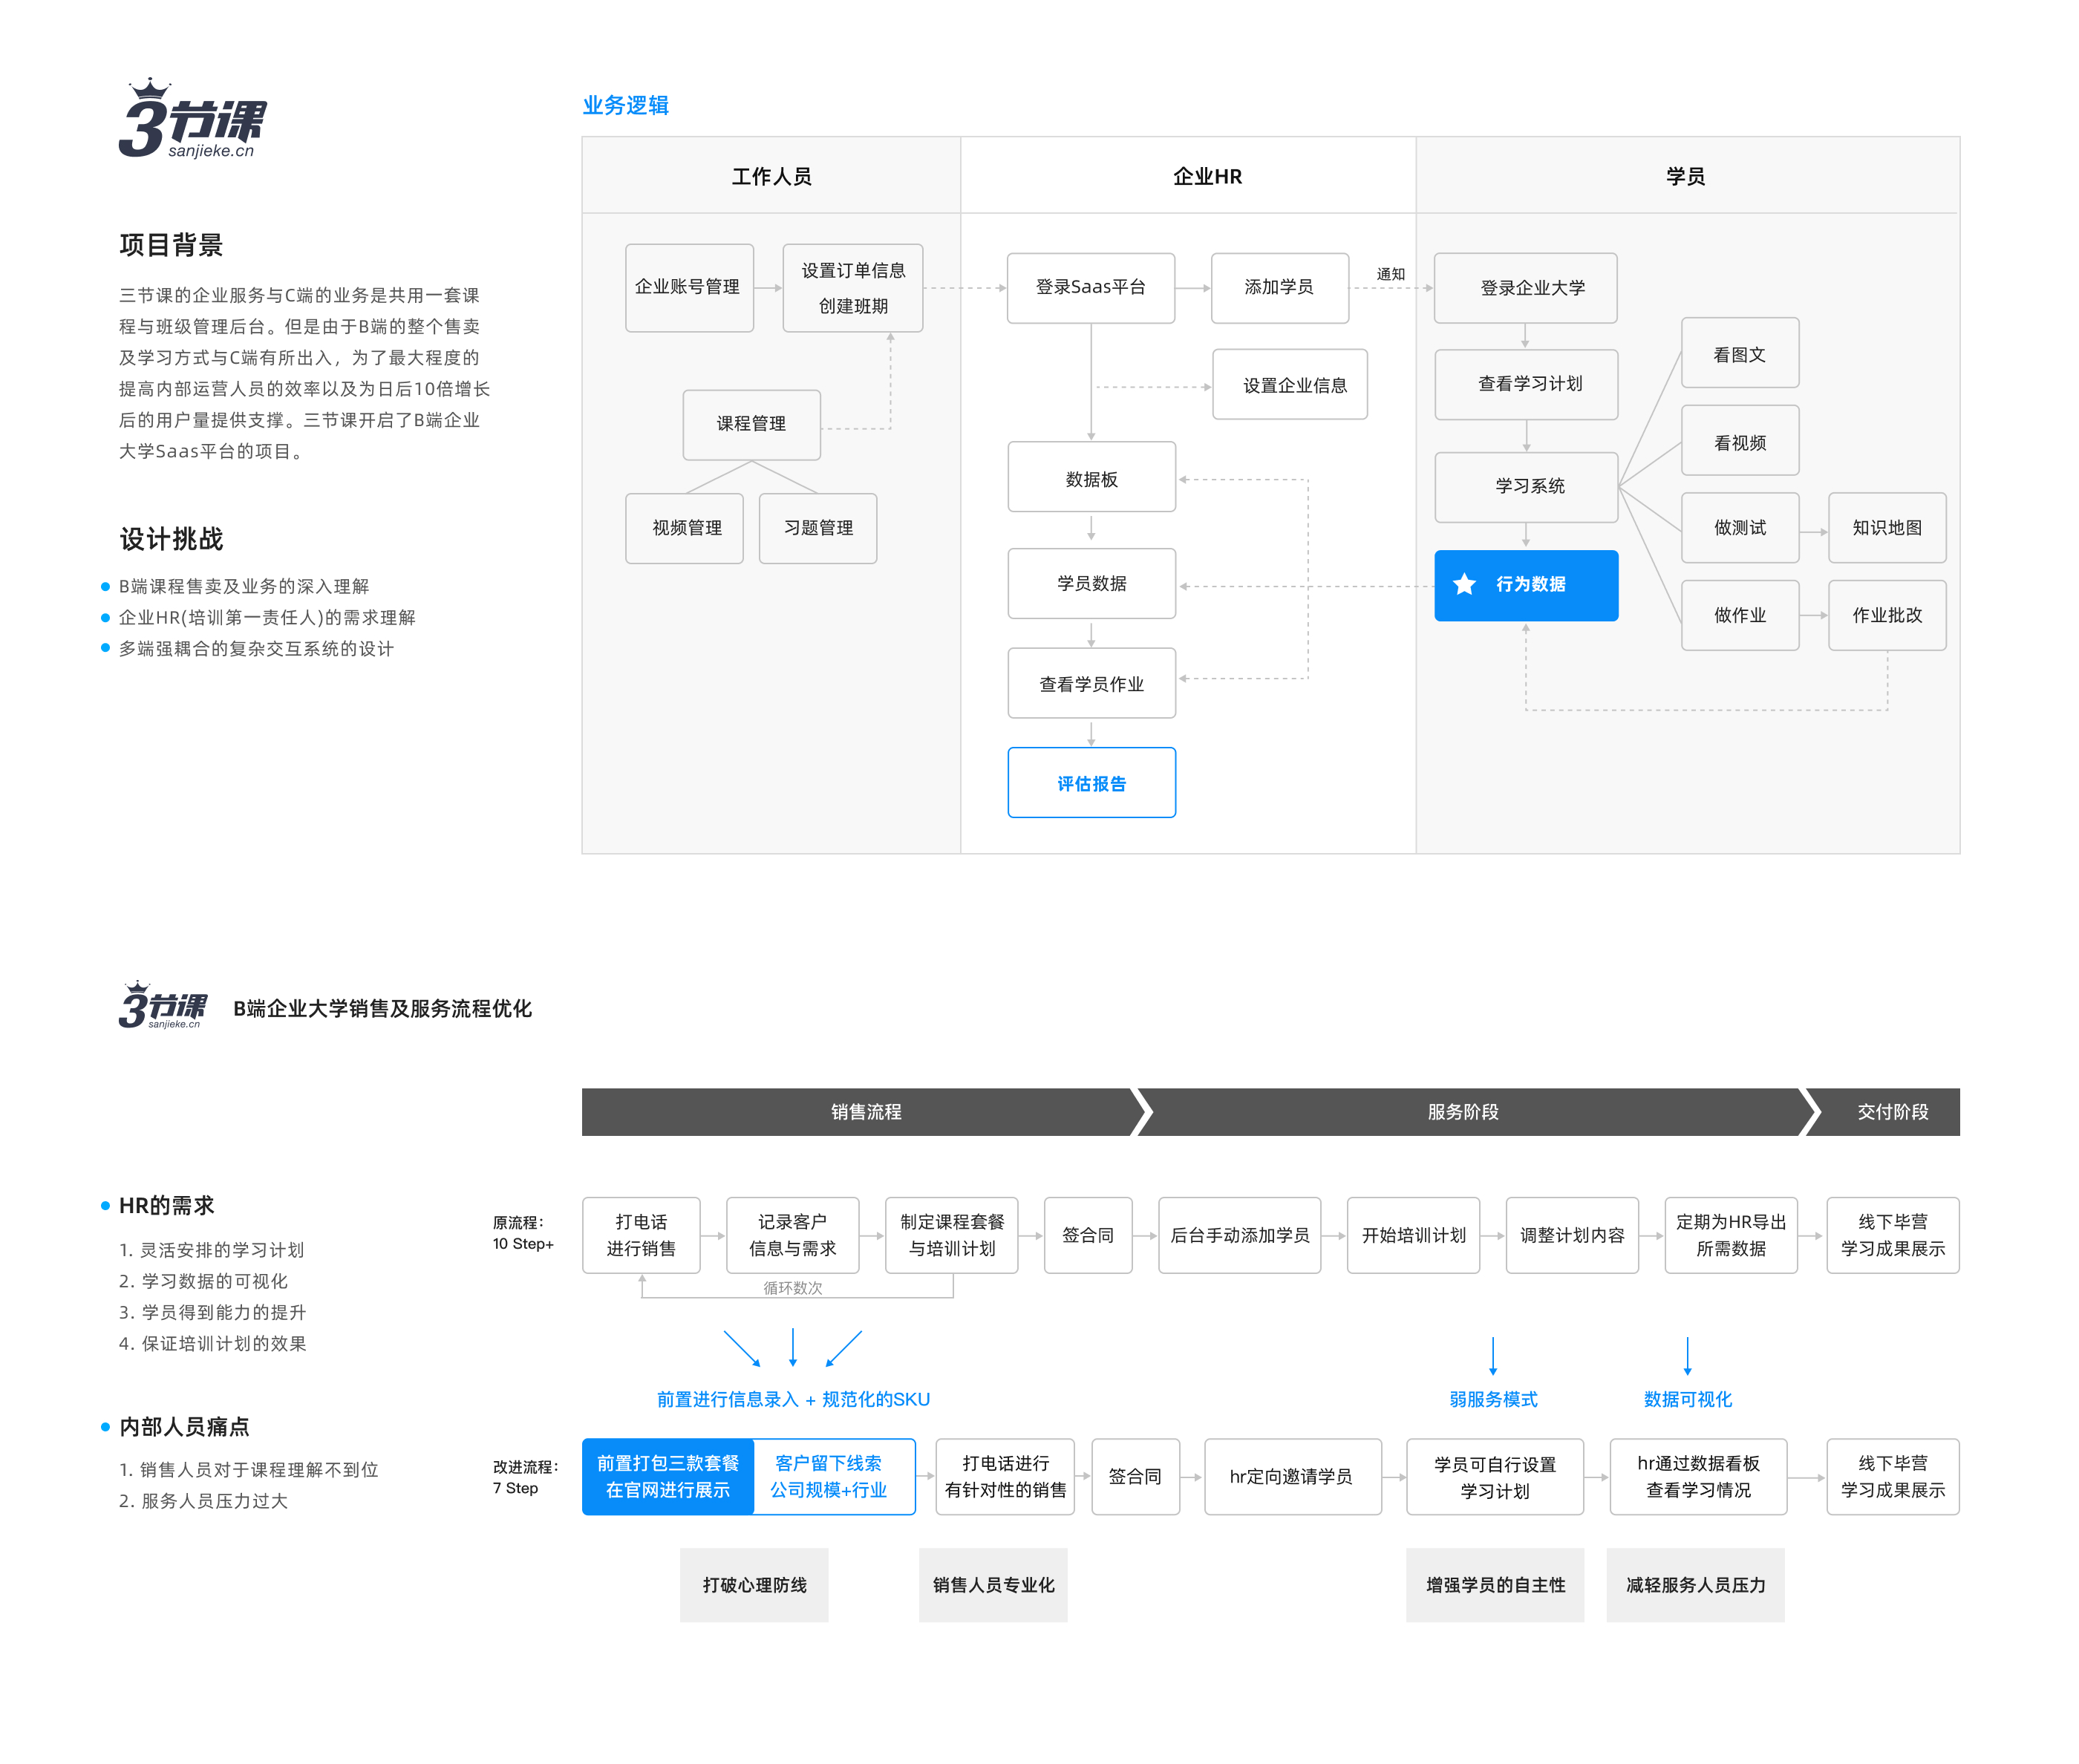 3节课
sanjieke.cn
项目背景
三节课的企业服务与C端的业务是共用一套课
程与班级管理后台。但是由于B端的整个售卖
及学习方式与C端有所出入，为了最大程度的
提高内部运营人员的效率以及为日后10倍增长
后的用户量提供支撑。三节课开启了B端企业
大学Saas平台的项目。
设计挑战
B端课程售卖及业务的深入理解
企业HR(培训第一责任人)的需求理解
多端强耦合的复杂交互系统的设计
业务逻辑
工作人员
企业账号管理
设置订单信息
创建班期
课程管理
视频管理
习题管理
企业HR
登录Saas平台
添加学员
通知
设置企业信息
数据板
学员数据
查看学员作业
评估报告
学员
登录企业大学
查看学习计划
学习系统
行为数据
看图文
看视频
做测试
知识地图
做作业
作业批改
3节课
sanjieke.cn
B端企业大学销售及服务流程优化
销售流程
服务阶段
交付阶段
HR的需求
1. 灵活安排的学习计划
2. 学习数据的可视化
3. 学员得到能力的提升
4. 保证培训计划的效果
内部人员痛点
1. 销售人员对于课程理解不到位
2. 服务人员压力过大
原流程：
10 Step+
打电话
进行销售
记录客户
信息与需求
制定课程套餐
与培训计划
签合同
后台手动添加学员
开始培训计划
调整计划内容
定期为HR导出
所需数据
线下毕营
学习成果展示
循环数次
前置进行信息录入 + 规范化的SKU
弱服务模式
数据可视化
改进流程：
7 Step
前置打包三款套餐
在官网进行展示
客户留下线索
公司规模+行业
打电话进行
有针对性的销售
签合同
hr定向邀请学员
学员可自行设置
学习计划
hr通过数据看板
查看学习情况
线下毕营
学习成果展示
打破心理防线
销售人员专业化
增强学员的自主性
减轻服务人员压力